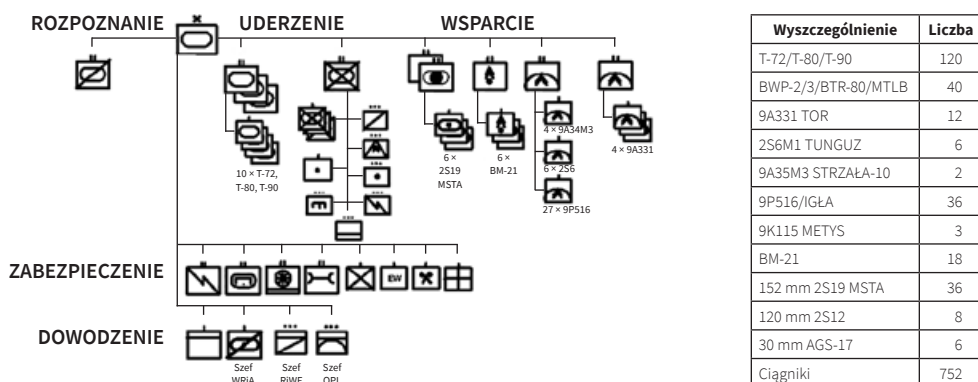 ROZPOZNANIE
UDERZENIE
WSPARCIE
10 × T-72,
T-80, T-90
6 ×
2S19
MSTA
6 ×
BM-21
4 × 9A34M3
6 × 2S6
27 × 9P516
4 × 9A331
ZABEZPIECZENIE
EW
DOWODZENIE
Szef
WRiA
Szef
RiWE
Szef
OPL
Wyszczególnienie Liczba
T-72/T-80/T-90 120
BWP-2/3/BTR-80/MTLB 40
9A331 TOR 12
2S6M1 TUNGUZ 6
9A35M3 STRZAŁA-10 2
9P516/IGŁA 36
9K115 METYS 3
BM-21 18
152 mm 2S19 MSTA 36
120 mm 2S12 8
30 mm AGS-17 6
Ciągniki 752